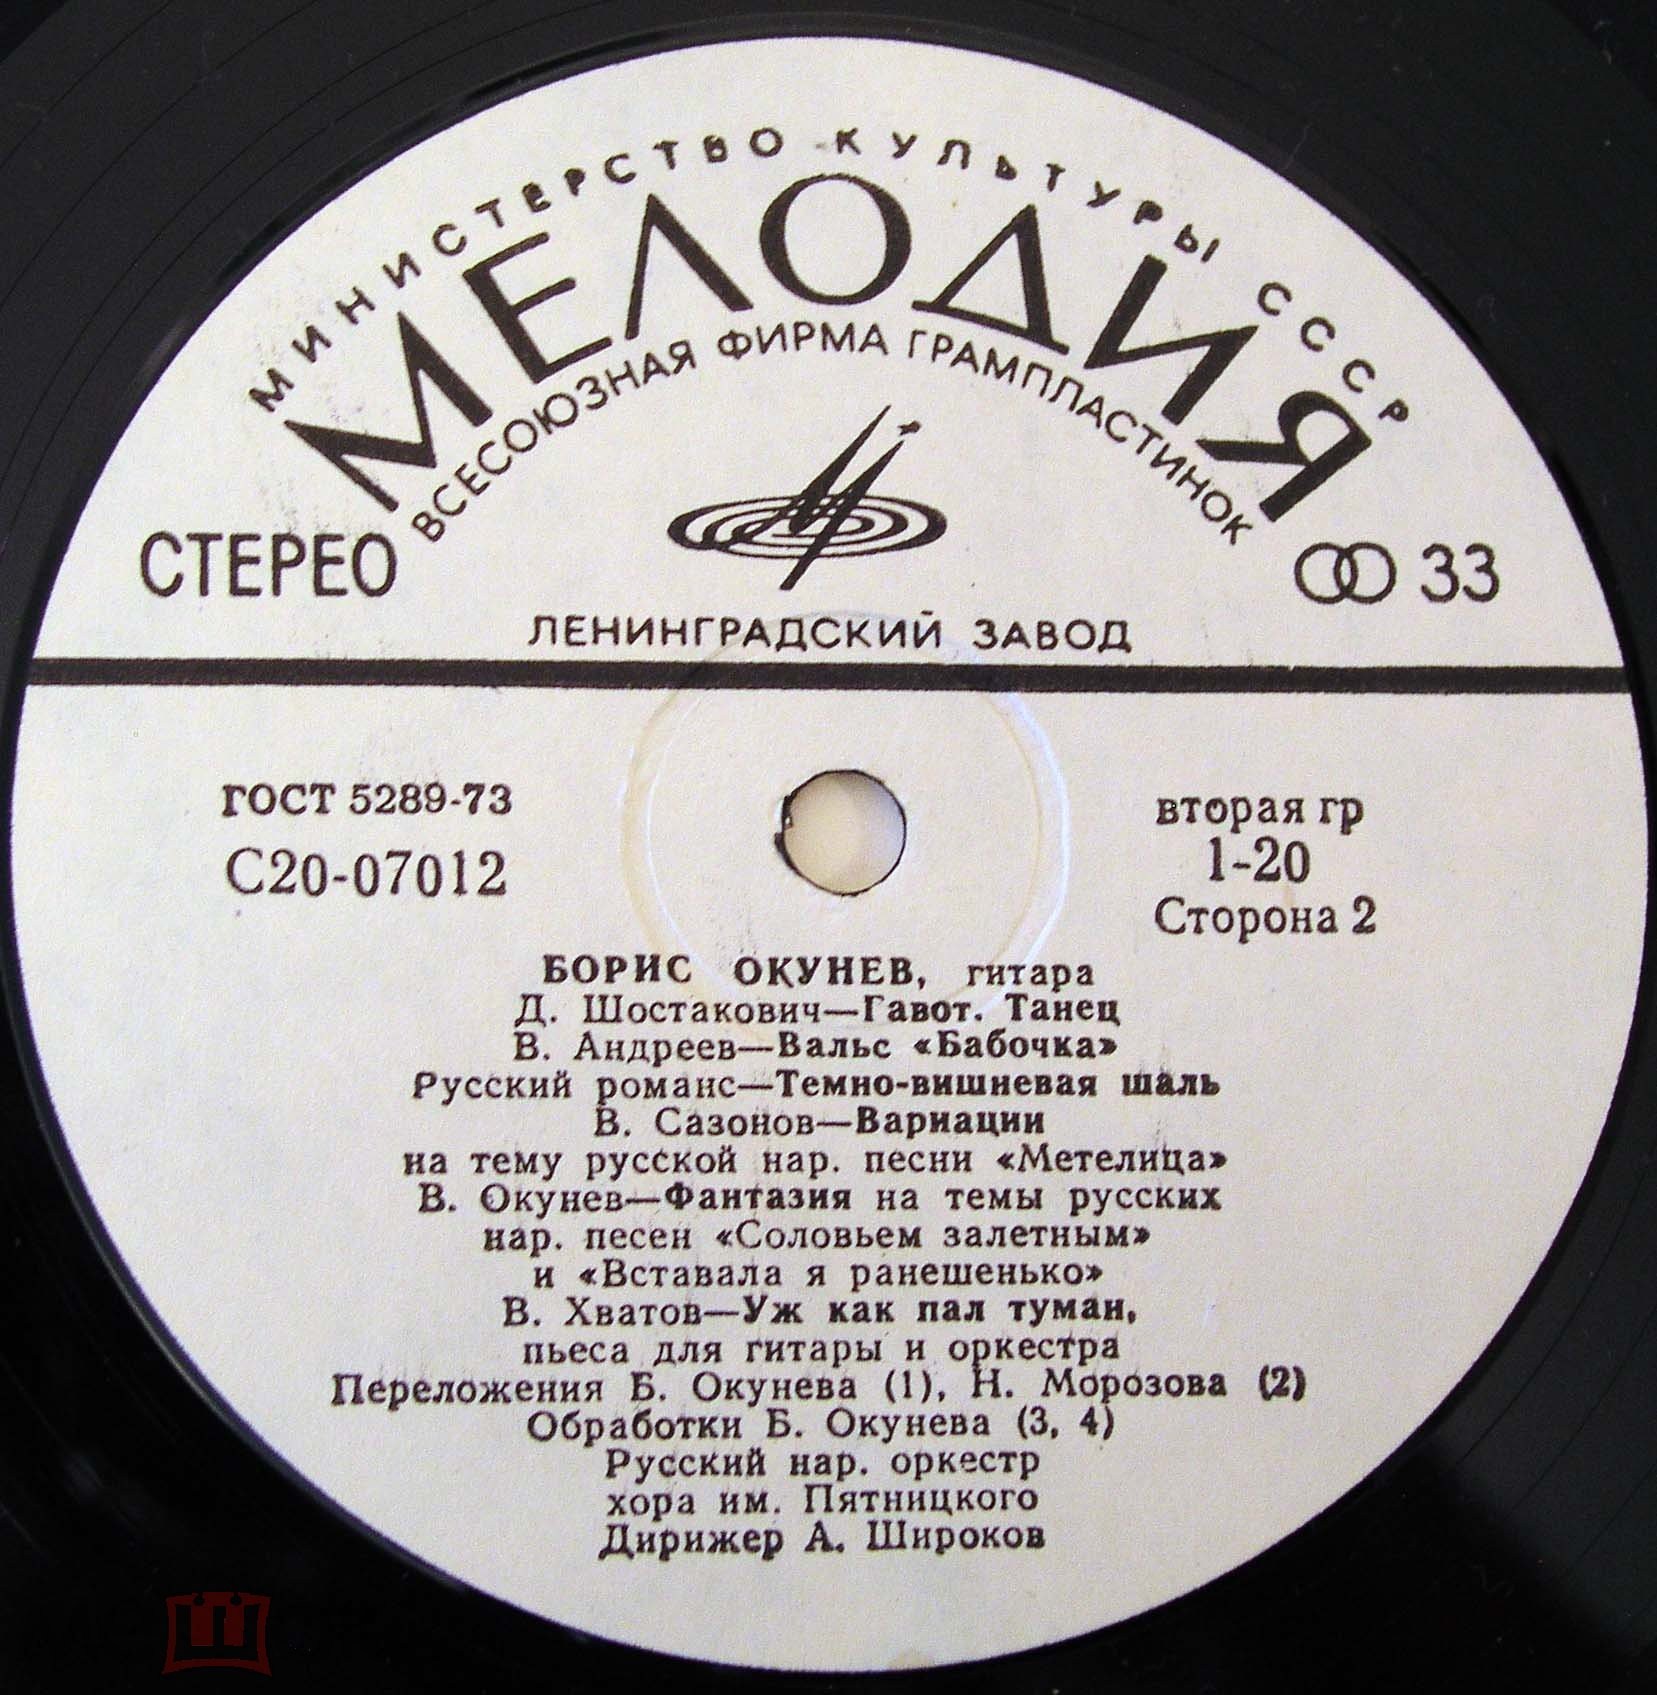 МИНИСТЕРСТВО КУЛЬТУРЫ СССР
МЕЛОДИЯ
ВСЕСОЮЗНАЯ ФИРМА ГРАМПЛАСТИНОК
СТЕРЕО
33
ЛЕНИНГРАДСКИЙ ЗАВОД
ГОСТ 5289-73
С20-07012
вторая гр
1-20
Сторона 2
БОРИС ОКУНЕВ, гитара
Д. Шостакович—Гавот. Танец
В. Андреев—Вальс «Бабочка»
Русский романс—Темно-вишневая шаль
В. Сазонов—Вариации
на тему русской нар. песни «Метелица»
В. Окунев—Фантазия на темы русских
нар. песен «Соловьем залетным»
и «Вставала я ранешенько»
В. Хватов—Уж как пал туман,
пьеса для гитары и оркестра
Переложения Б. Окунева (1), Н. Морозова (2)
Обработки Б. Окунева (3, 4)
Русский нар. оркестр
хора им. Пятницкого
Дирижер А. Широков